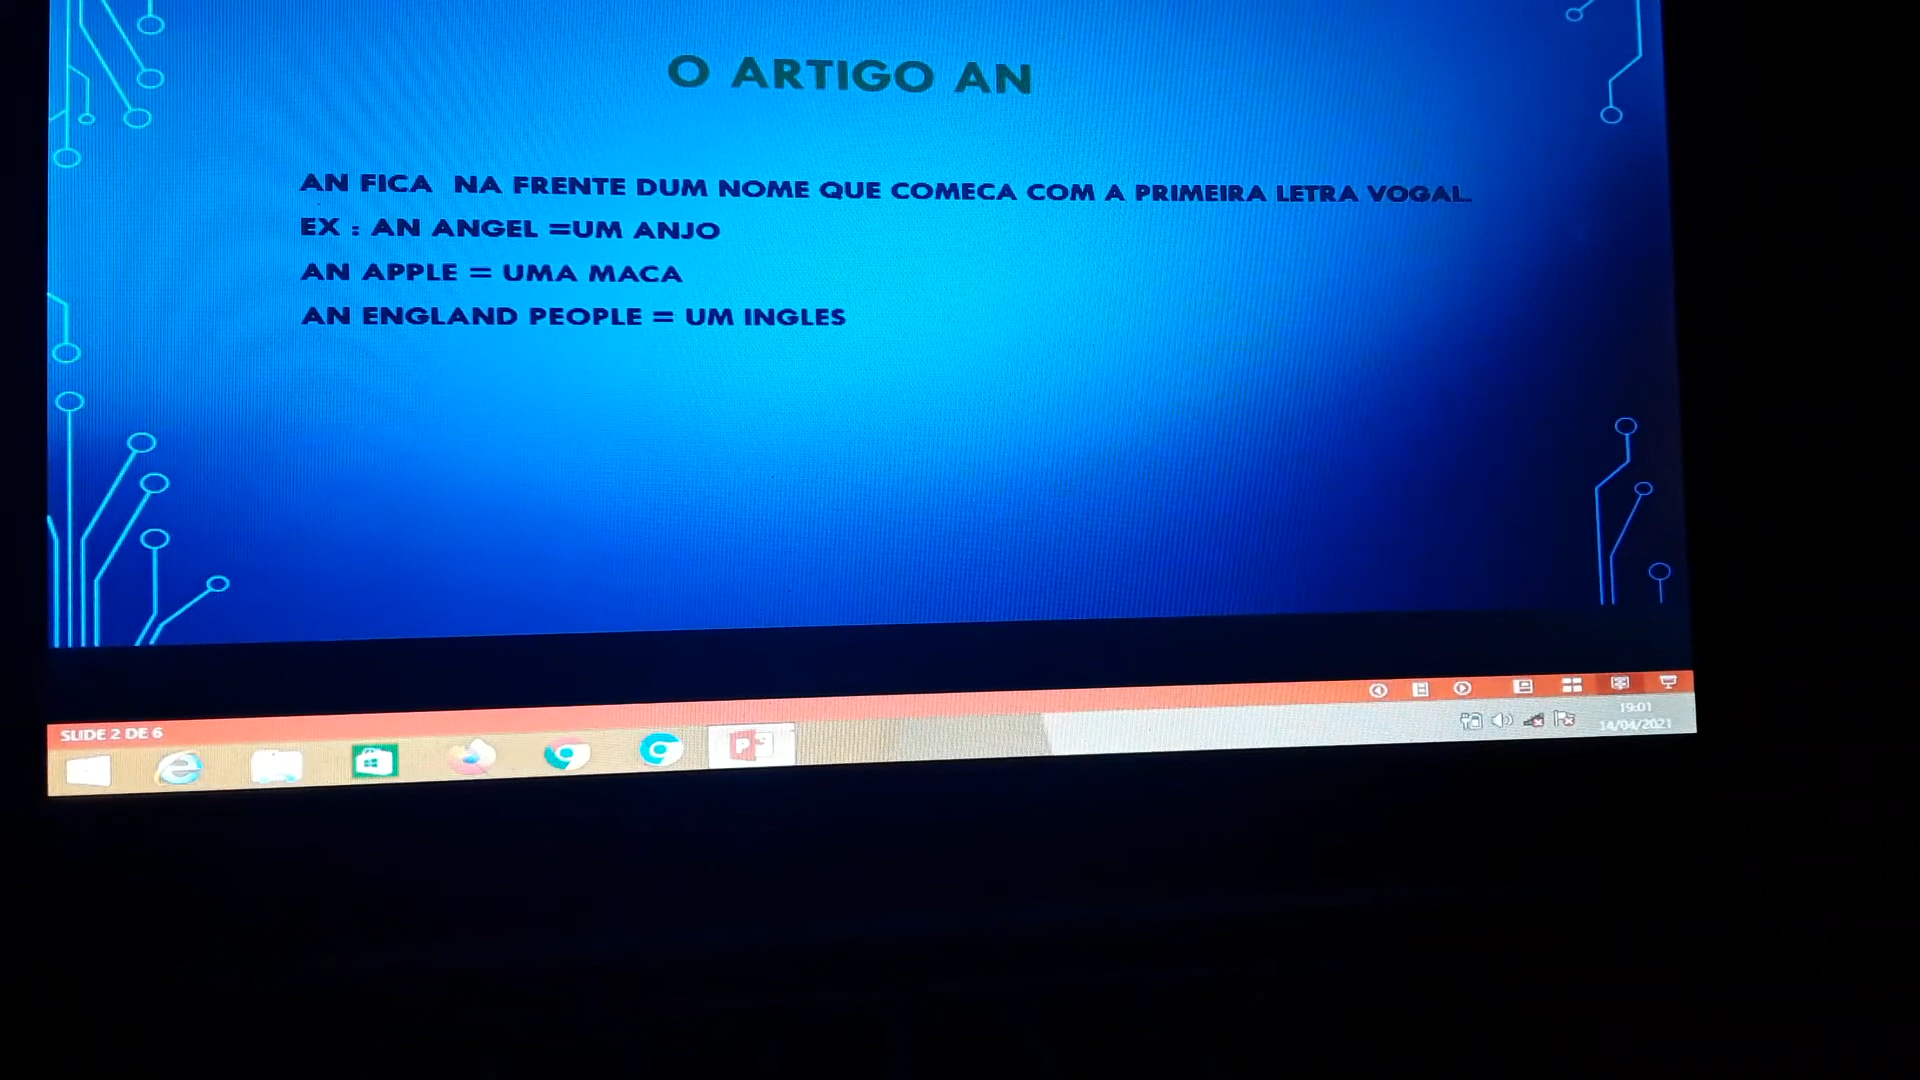 O ARTIGO AN
AN FICA NA FRENTE DUM NOME QUE COMECA COM A PRIMEIRA LETRA VOGAL.
EX : AN ANGEL =UM ANJO
AN APPLE = UMA MACA
AN ENGLAND PEOPLE = UM INGLES
SLIDE 2 DE 6
19:01
14/04/2021